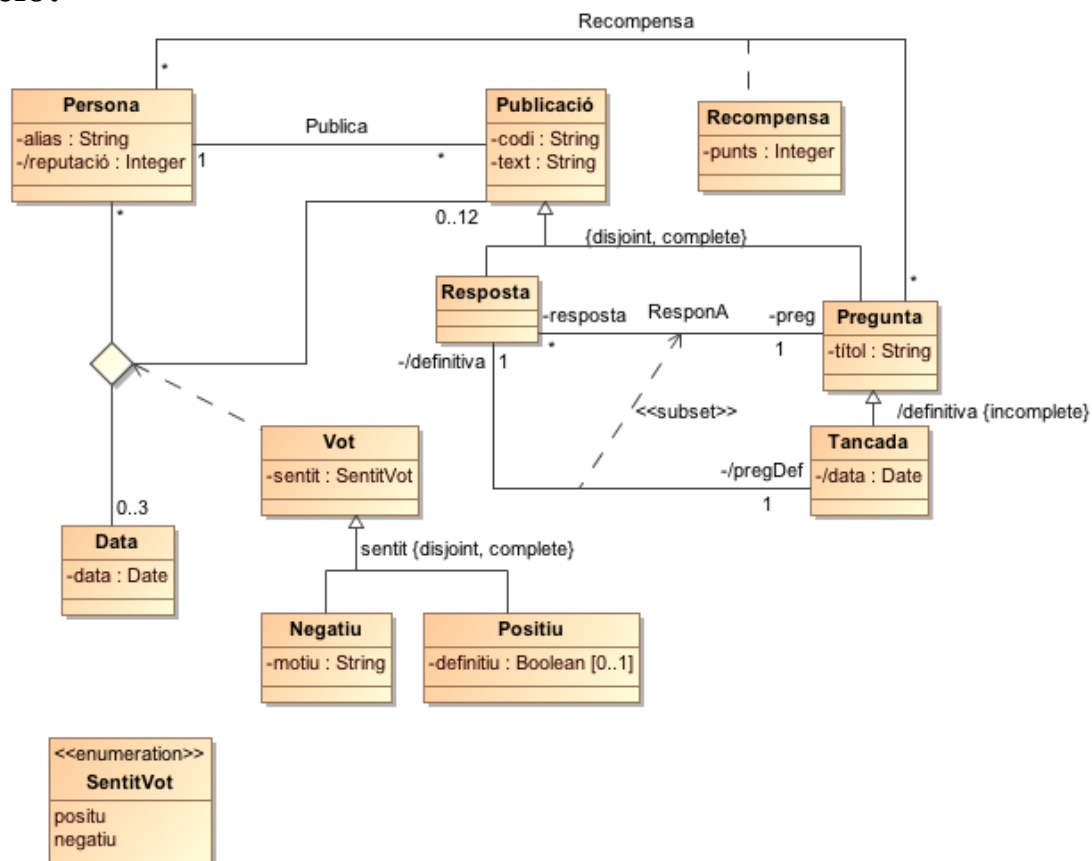 Recompensa
*
Persona
-alias : String
-/reputació : Integer
1
Publica
*
Publicació
-codi : String
-text : String
Recompensa
-punts : Integer
*
0..12
{disjoint, complete}
*
Resposta
-resposta
ResponA
-preg
*
1
Pregunta
-títol : String
-/definitiva
1
<<subset>>
/definitiva {incomplete}
Vot
-sentit : SentitVot
-/pregDef
1
Tancada
-/data : Date
0..3
Data
-data : Date
sentit {disjoint, complete}
Negatiu
-motiu : String
Positiu
-definitiu : Boolean [0..1]
<<enumeration>>
SentitVot
positu
negatiu